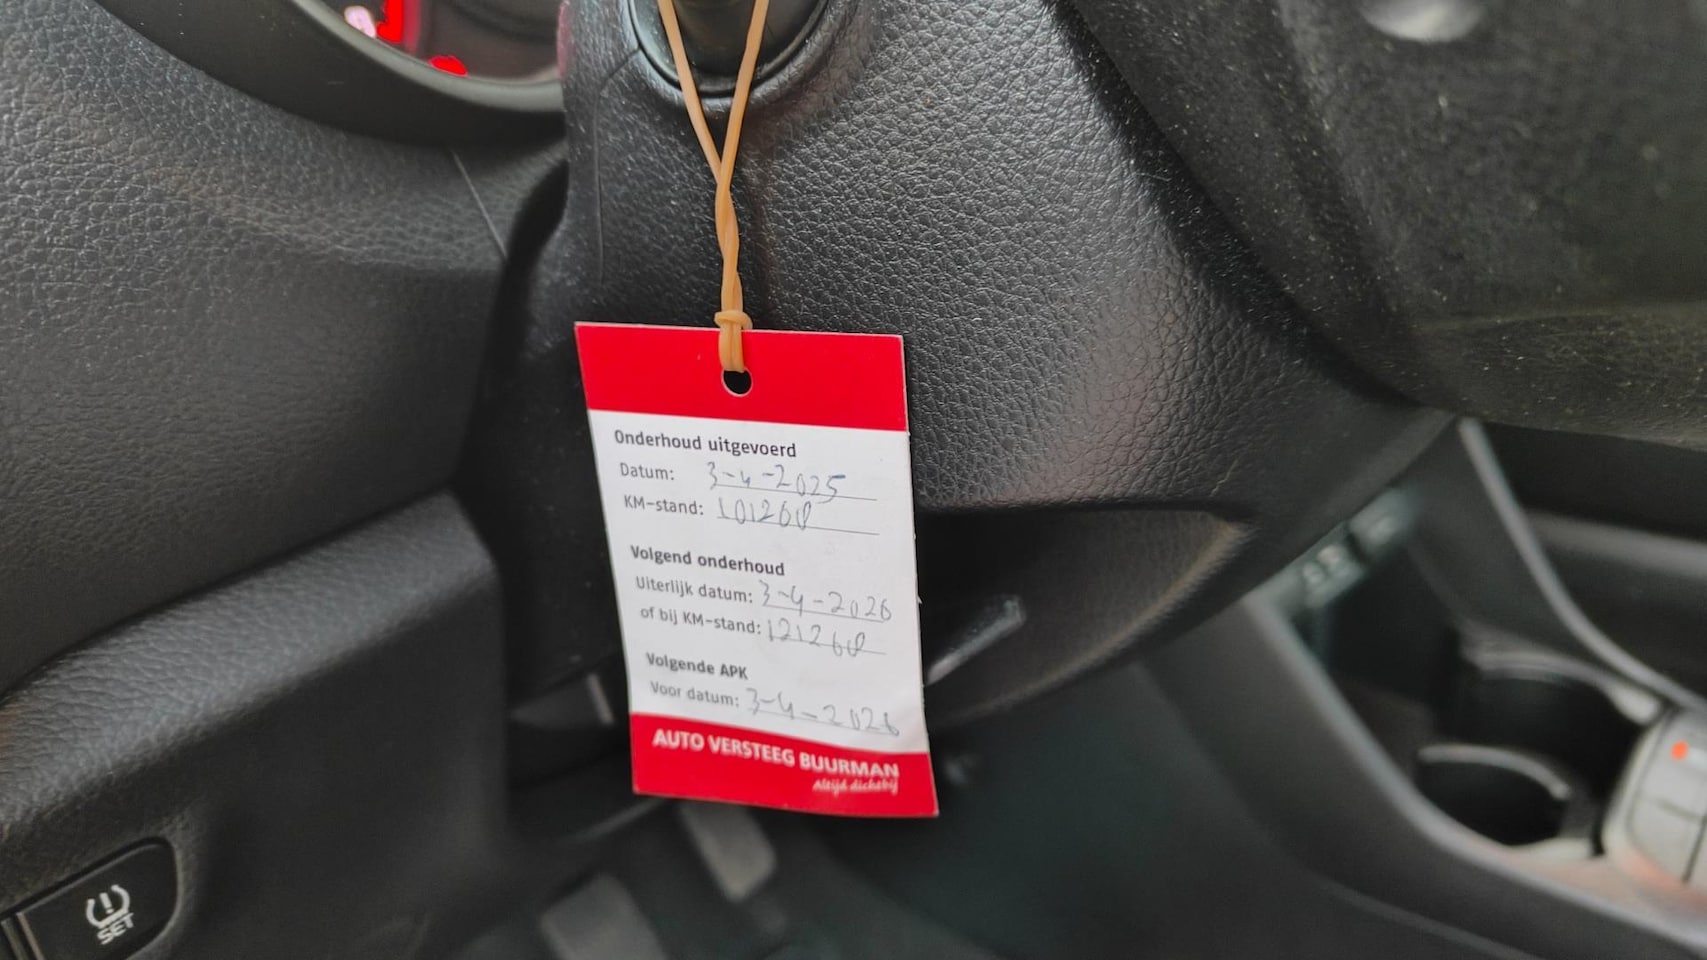 Onderhoud uitgevoerd
Datum: 3-4-2025
KM-stand: 101260
Volgend onderhoud
Uiterlijk datum: 3-4-2026
of bij KM-stand: 121260
Volgende APK
Voor datum: 3-4-2026
AUTO VERSTEEG BUURMAN
Altijd dichtbij
SET